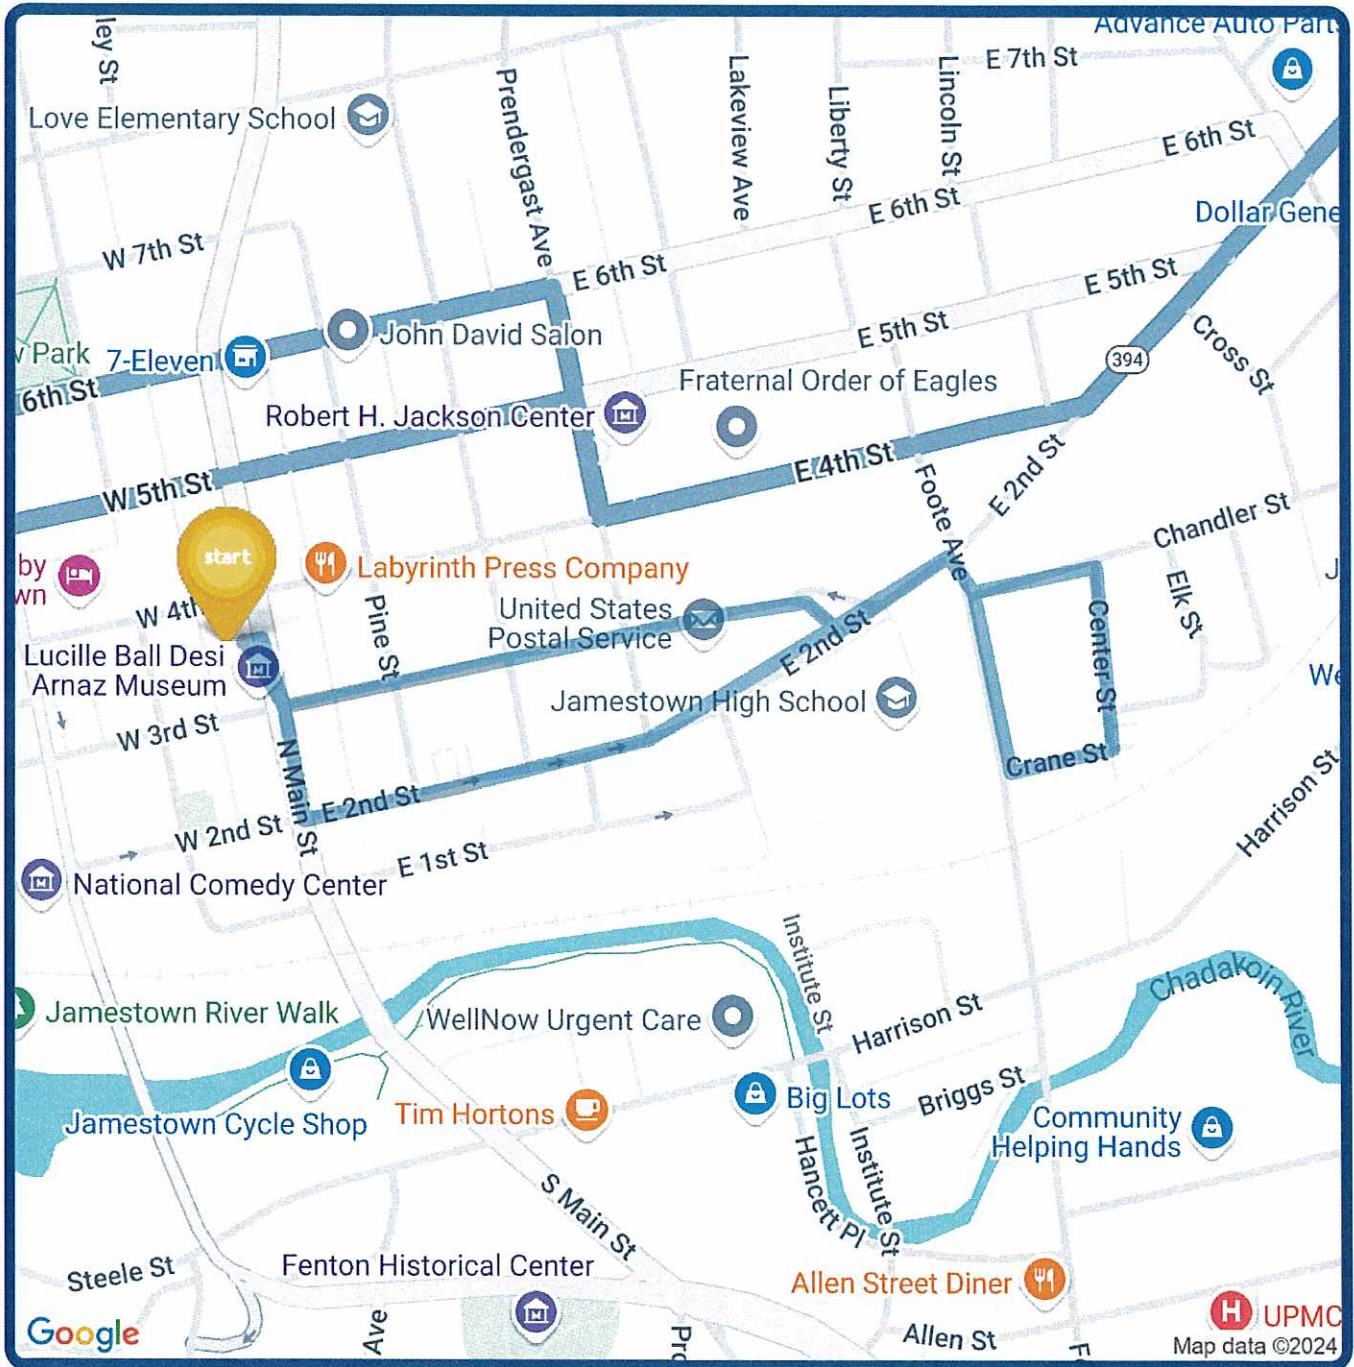 ley St
Advance Auto Parts
E 7th St
Love Elementary School
Prendergast Ave
Lakeview Ave
Liberty St
Lincoln St
E 6th St
E 6th St
Dollar Gene
W 7th St
E 6th St
E 5th St
John David Salon
E 5th St
Cross St
394
w Park
7-Eleven
6th St
Fraternal Order of Eagles
Robert H. Jackson Center
W 5th St
E 4th St
Foote Ave
E 2nd St
Chandler St
start
by
wn
Labyrinth Press Company
J
W 4th
Pine St
United States
Postal Service
E 2nd St
Center St
Elk St
Lucille Ball Desi
Arnaz Museum
We
Jamestown High School
W 3rd St
N Main St
Crane St
E 2nd St
W 2nd St
Harrison St
E 1st St
National Comedy Center
Institute St
Chadakoin River
Jamestown River Walk
WellNow Urgent Care
Harrison St
Big Lots
Briggs St
Jamestown Cycle Shop
Tim Hortons
Community
Helping Hands
Hancett Pl
Institute St
S Main St
Steele St
Fenton Historical Center
Allen Street Diner
H
UPMC
Google
Ave
Pro
Allen St
F
Map data ©2024